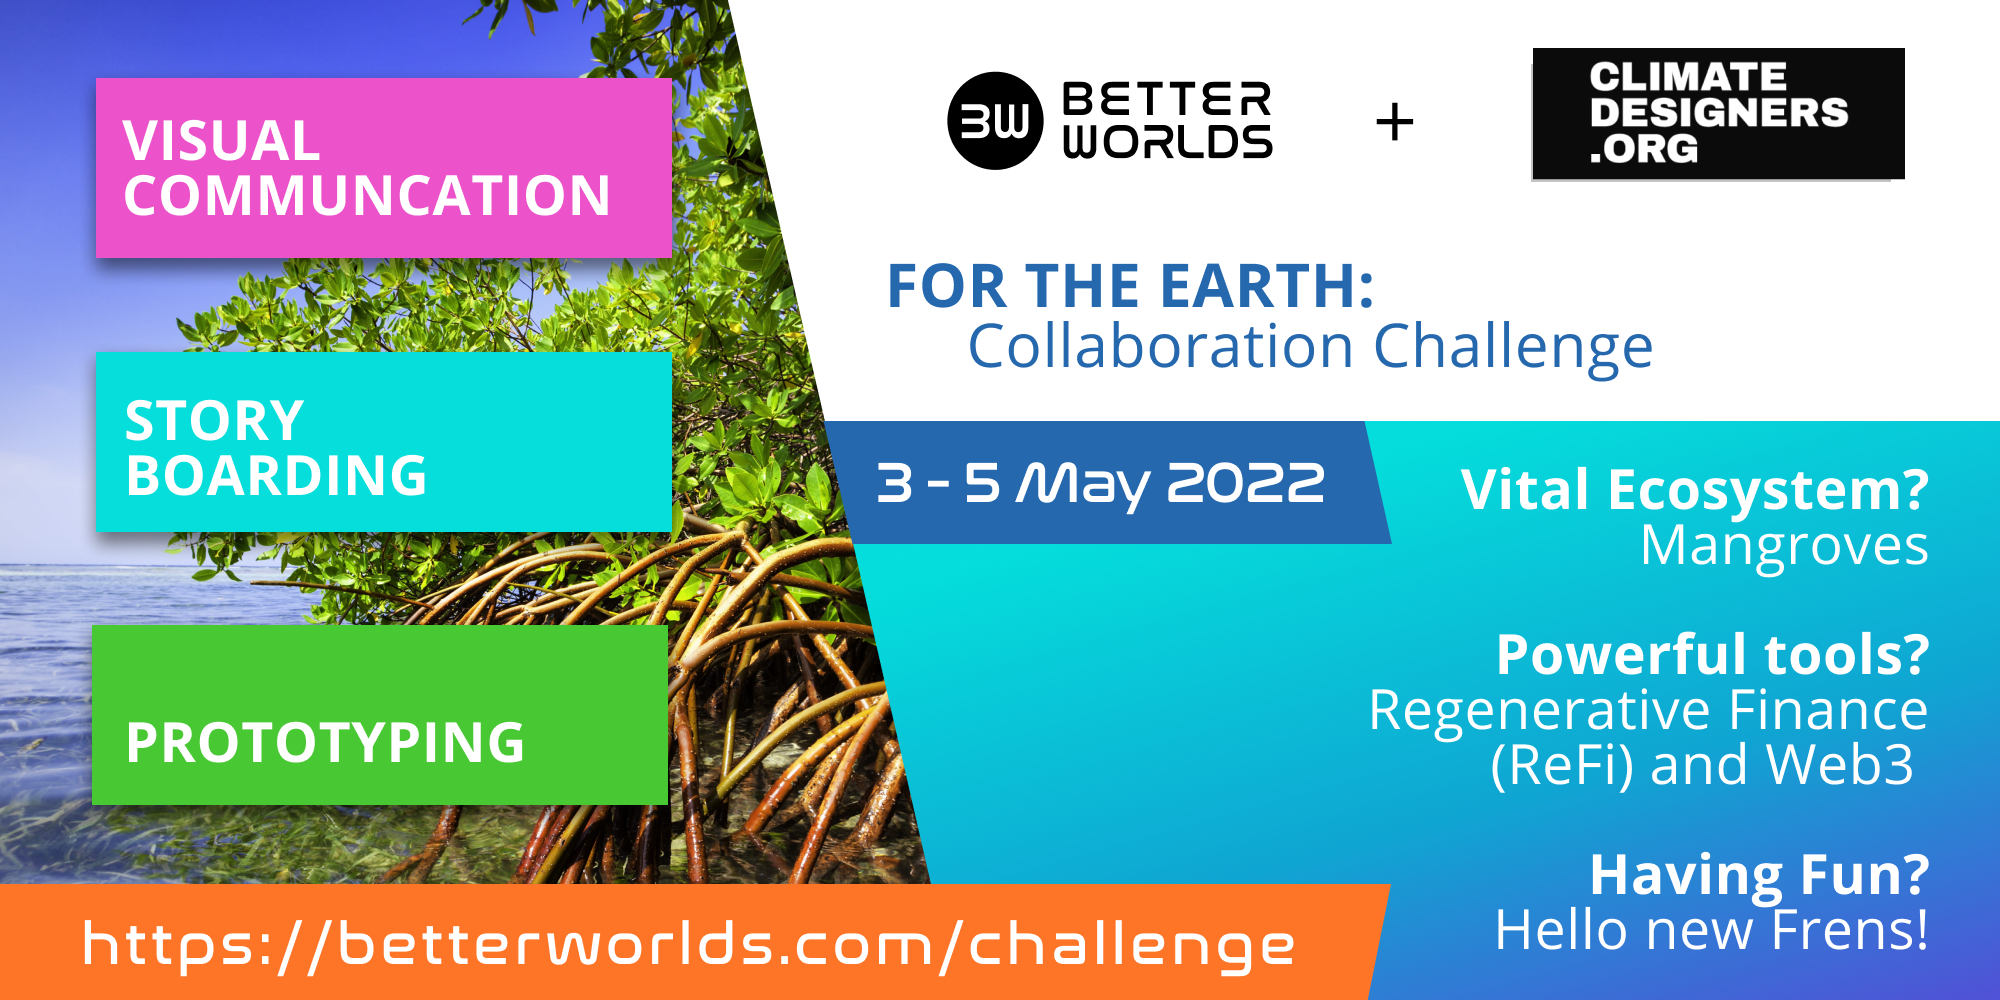 VISUAL
COMMUNCATION
STORY
BOARDING
PROTOTYPING
https://betterworlds.com/challenge
BW BETTER
WORLDS
+
CLIMATE
DESIGNERS
.ORG
FOR THE EARTH:
Collaboration Challenge
3 - 5 May 2022
Vital Ecosystem?
Mangroves
Powerful tools?
Regenerative Finance
(ReFi) and Web3
Having Fun?
Hello new Frens!